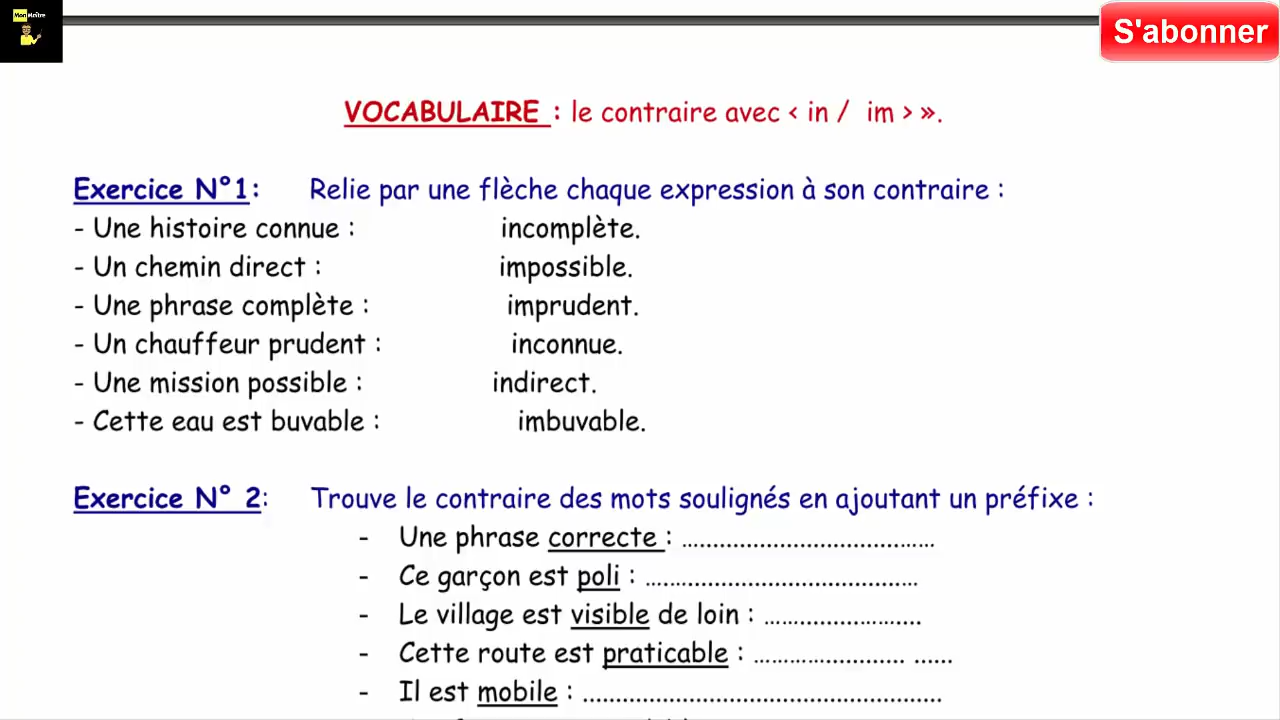 Mon Maître
S'abonner
VOCABULAIRE : le contraire avec < in / im > ».
Exercice N°1: Relie par une flèche chaque expression à son contraire :
- Une histoire connue : incomplète.
- Un chemin direct : impossible.
- Une phrase complète : imprudent.
- Un chauffeur prudent : inconnue.
- Une mission possible : indirect.
- Cette eau est buvable : imbuvable.
Exercice N° 2: Trouve le contraire des mots soulignés en ajoutant un préfixe :
- Une phrase correcte : ….................................……
- Ce garçon est poli : ….…................................…
- Le village est visible de loin : ……..........……....
- Cette route est praticable : …………............ ......
- Il est mobile : ..............................................